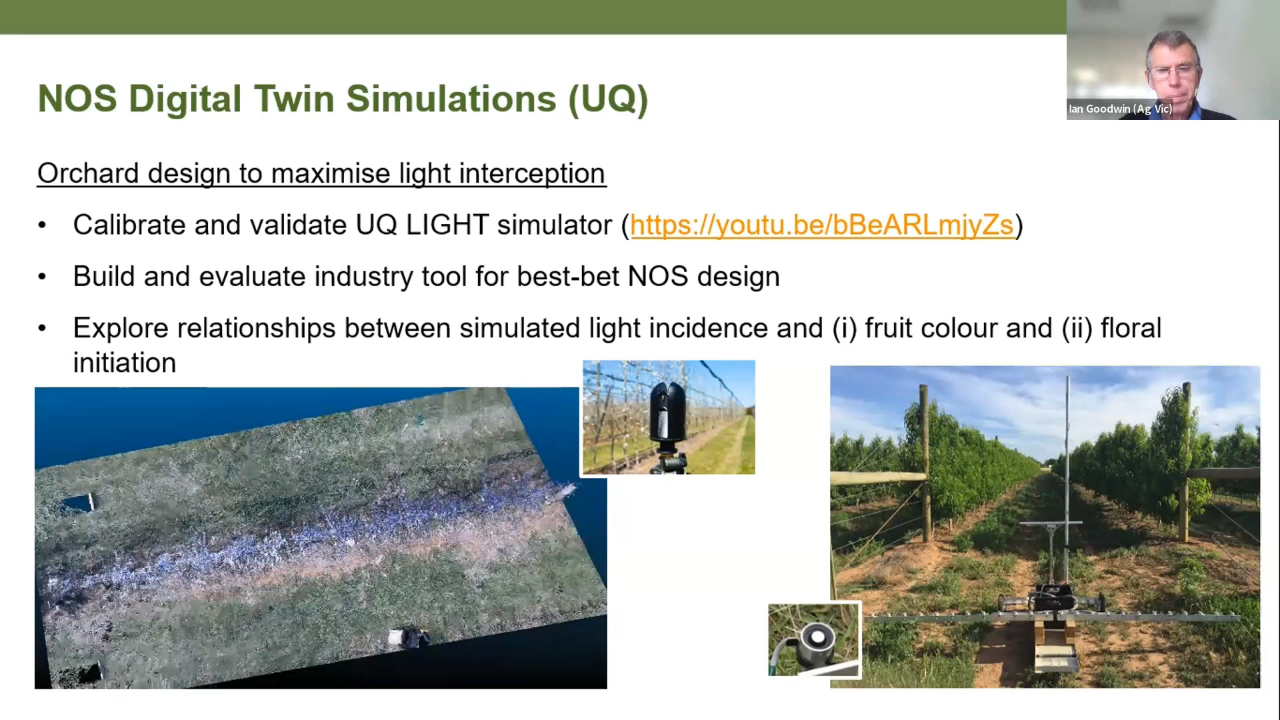 Ian Goodwin (Ag Vic)
NOS Digital Twin Simulations (UQ)
Orchard design to maximise light interception
• Calibrate and validate UQ LIGHT simulator (https://youtu.be/bBeARLmjyZs)
• Build and evaluate industry tool for best-bet NOS design
• Explore relationships between simulated light incidence and (i) fruit colour and (ii) floral
initiation